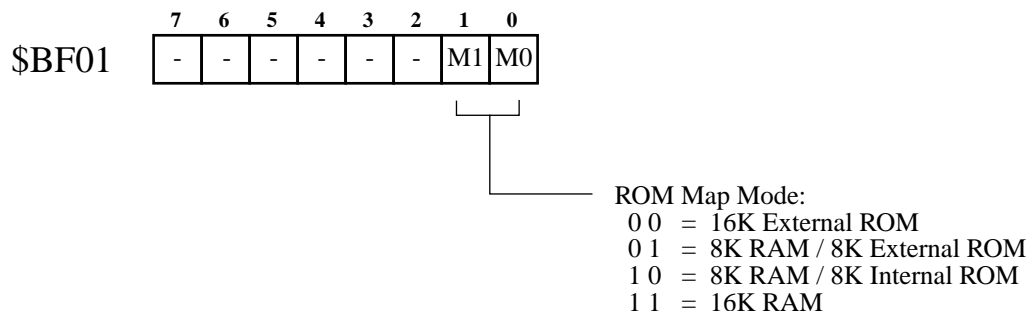 7 6 5 4 3 2 1 0
$BF01 - - - - - - M1 M0
ROM Map Mode:
0 0 = 16K External ROM
0 1 = 8K RAM / 8K External ROM
1 0 = 8K RAM / 8K Internal ROM
1 1 = 16K RAM